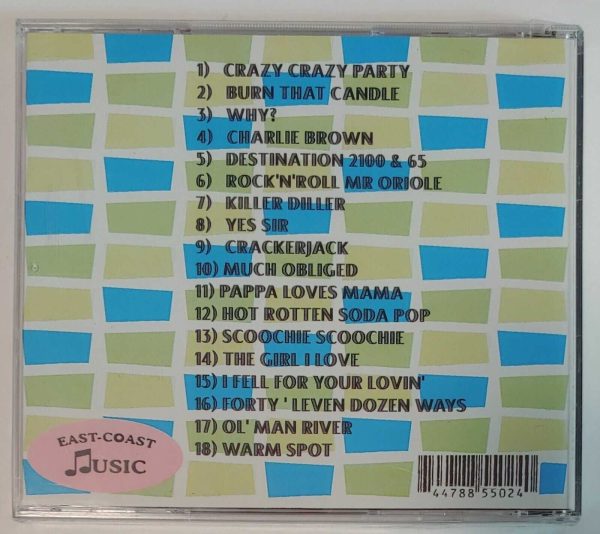 1) CRAZY CRAZY PARTY
2) BURN THAT CANDLE
3) WHY?
4) CHARLIE BROWN
5) DESTINATION 2100 & 65
6) ROCK'N'ROLL MR ORIOLE
7) KILLER DILLER
8) YES SIR
9) CRACKERJACK
10) MUCH OBLIGED
11) PAPPA LOVES MAMA
12) HOT ROTTEN SODA POP
13) SCOOCHIE SCOOCHIE
14) THE GIRL I LOVE
15) I FELL FOR YOUR LOVIN'
16) FORTY ' LEVEN DOZEN WAYS
17) OL' MAN RIVER
18) WARM SPOT
EAST-COAST
MUSIC
44788 55024